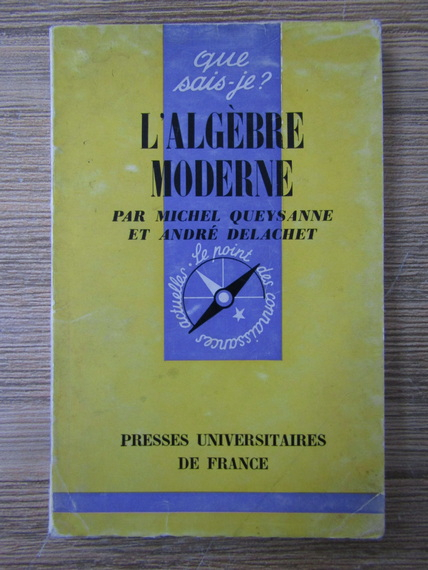 que
sais-je?
L'ALGÈBRE
MODERNE
PAR MICHEL QUEYSANNE
ET ANDRÉ DELACHET
Le point des connaissances actuelles.
PRESSES UNIVERSITAIRES
DE FRANCE